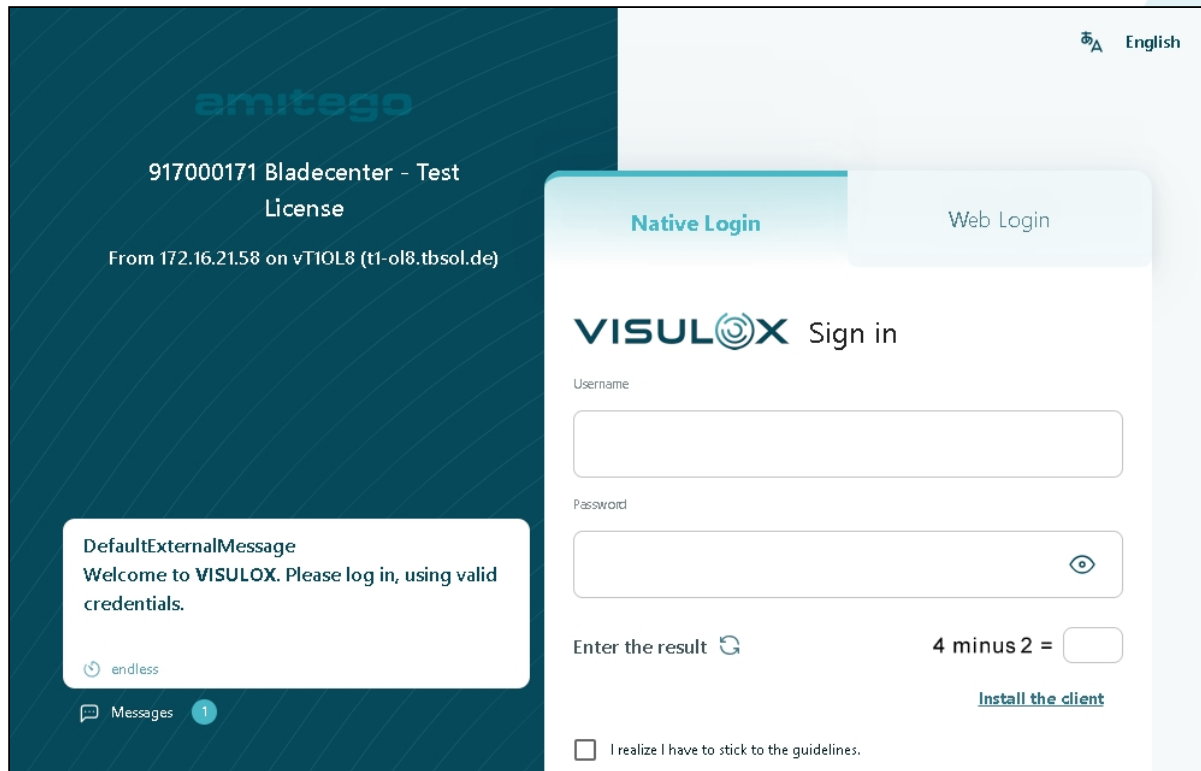 あA English
amitego
917000171 Bladecenter - Test
License
From 172.16.21.58 on vT1OL8 (t1-ol8.tbsol.de)
Native Login
Web Login
VISULOX Sign in
Username
Password
Enter the result
4 minus 2 =
Install the client
I realize I have to stick to the guidelines.
DefaultExternalMessage
Welcome to VISULOX. Please log in, using valid
credentials.
endless
Messages 1